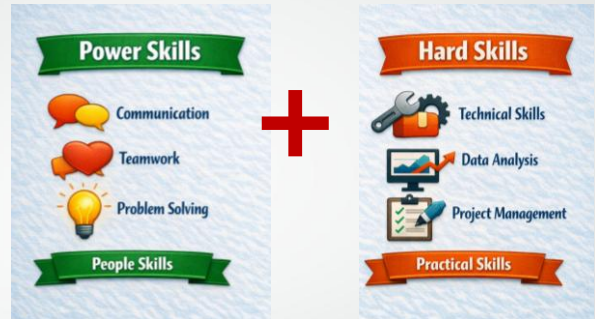 Power Skills
Communication
Teamwork
Problem Solving
People Skills
+
Hard Skills
Technical Skills
Data Analysis
Project Management
Practical Skills